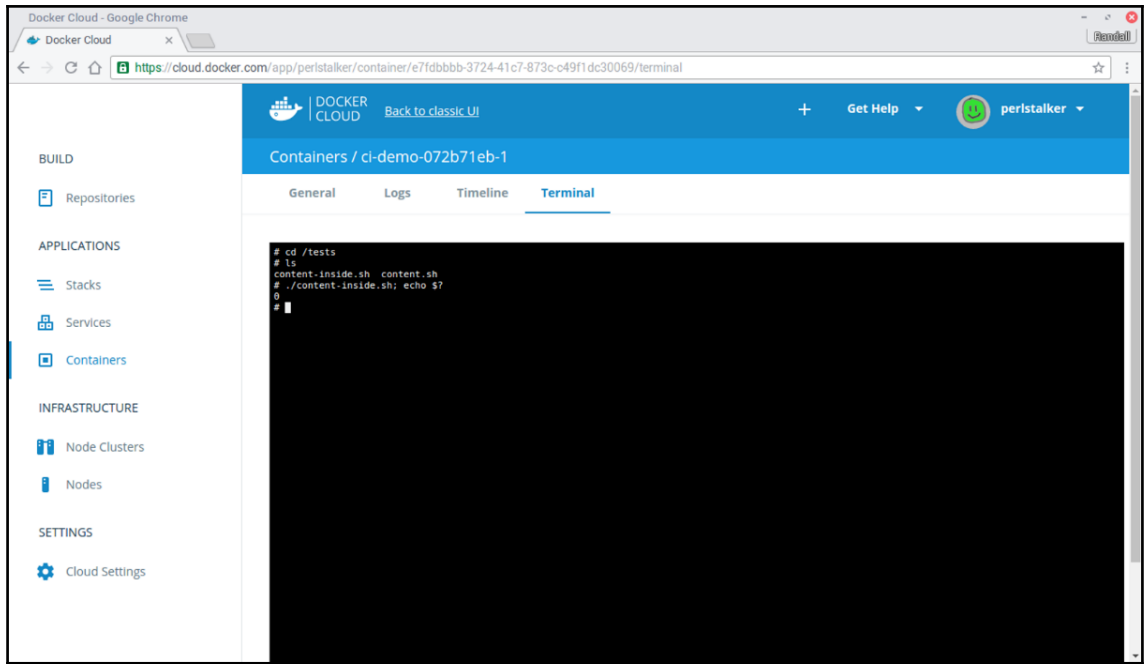 Docker Cloud - Google Chrome
Docker Cloud
Randall
https://cloud.docker.com/app/perlstalker/container/e7fdbbbb-3724-41c7-873c-c49f1dc30069/terminal
DOCKER
CLOUD
Back to classic UI
+ Get Help
perlstalker
BUILD
Repositories
APPLICATIONS
Stacks
Services
Containers
INFRASTRUCTURE
Node Clusters
Nodes
SETTINGS
Cloud Settings
Containers / ci-demo-072b71eb-1
General Logs Timeline Terminal
# cd /tests
# ls
content-inside.sh  content.sh
# ./content-inside.sh; echo $?
0
#